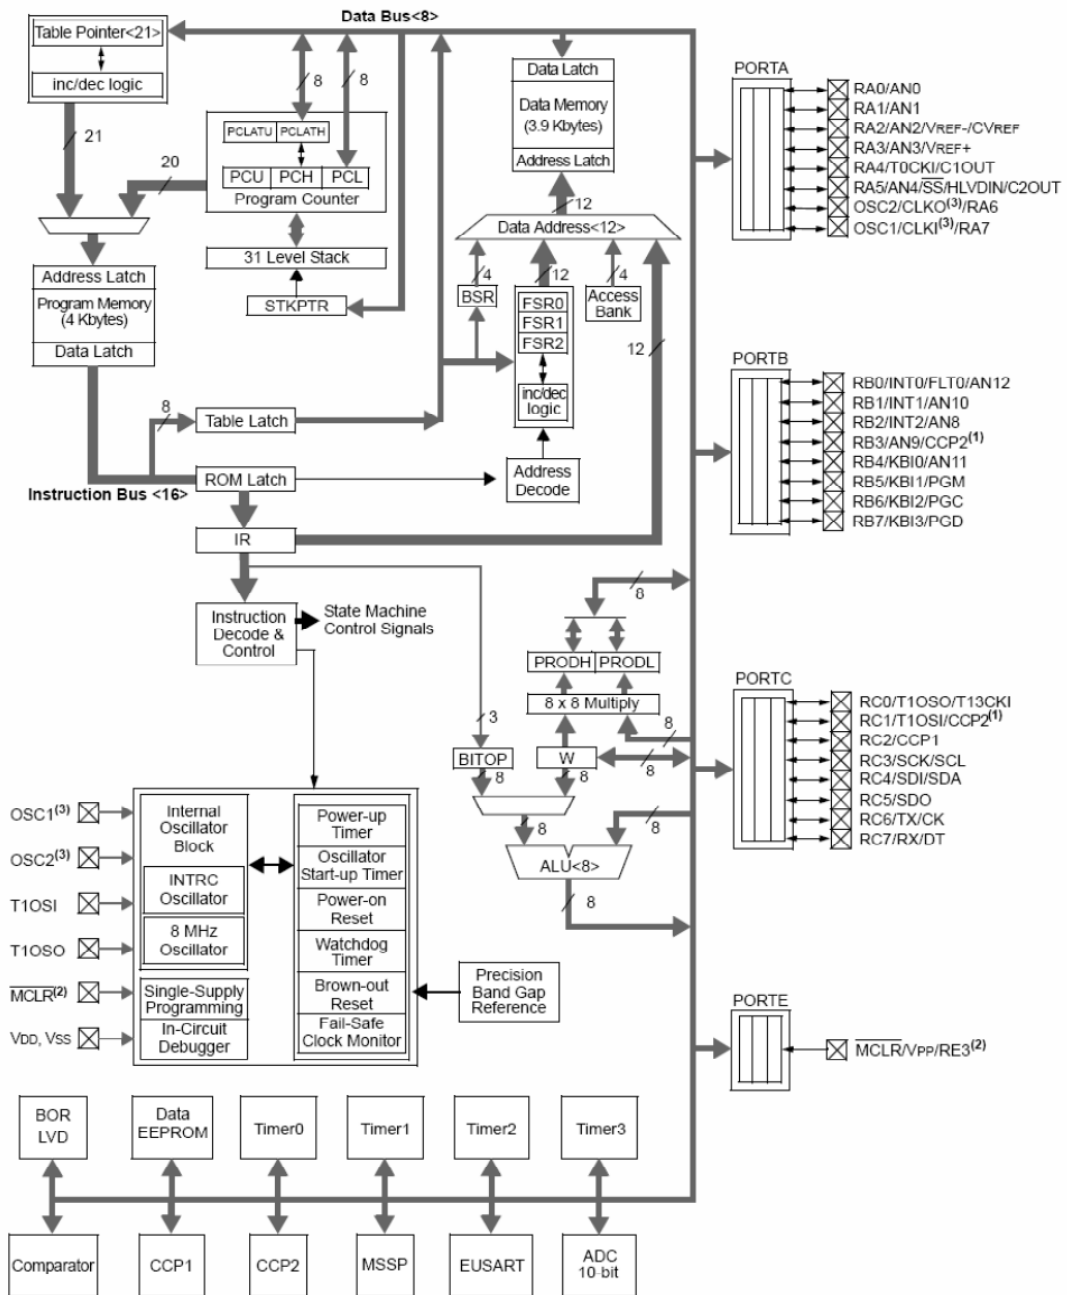 Data Bus<8>
Table Pointer<21>
inc/dec logic
21
20
8
8
PCLATU PCLATH
PCU PCH PCL
Program Counter
31 Level Stack
STKPTR
Data Latch
Data Memory
(3.9 Kbytes)
Address Latch
12
Data Address<12>
4
12
4
BSR
FSR0
FSR1
FSR2
inc/dec
logic
Access
Bank
12
Address Latch
Program Memory
(4 Kbytes)
Data Latch
8
Table Latch
Instruction Bus <16>
ROM Latch
Address
Decode
IR
Instruction
Decode &
Control
State Machine
Control Signals
8
PRODH PRODL
8 x 8 Multiply
3
8
BITOP
W
8
8
8
8
8
ALU<8>
8
PORTA
RA0/AN0
RA1/AN1
RA2/AN2/VREF-/CVREF
RA3/AN3/VREF+
RA4/T0CKI/C1OUT
RA5/AN4/SS/HLVDIN/C2OUT
OSC2/CLKO(3)/RA6
OSC1/CLKI(3)/RA7
PORTB
RB0/INT0/FLT0/AN12
RB1/INT1/AN10
RB2/INT2/AN8
RB3/AN9/CCP2(1)
RB4/KBI0/AN11
RB5/KBI1/PGM
RB6/KBI2/PGC
RB7/KBI3/PGD
PORTC
RC0/T1OSO/T13CKI
RC1/T1OSI/CCP2(1)
RC2/CCP1
RC3/SCK/SCL
RC4/SDI/SDA
RC5/SDO
RC6/TX/CK
RC7/RX/DT
PORTE
MCLR/VPP/RE3(2)
OSC1(3)
OSC2(3)
T1OSI
T1OSO
MCLR(2)
VDD, VSS
Internal
Oscillator
Block
INTRC
Oscillator
8 MHz
Oscillator
Single-Supply
Programming
In-Circuit
Debugger
Power-up
Timer
Oscillator
Start-up Timer
Power-on
Reset
Watchdog
Timer
Brown-out
Reset
Fail-Safe
Clock Monitor
Precision
Band Gap
Reference
BOR
LVD
Data
EEPROM
Timer0
Timer1
Timer2
Timer3
Comparator
CCP1
CCP2
MSSP
EUSART
ADC
10-bit